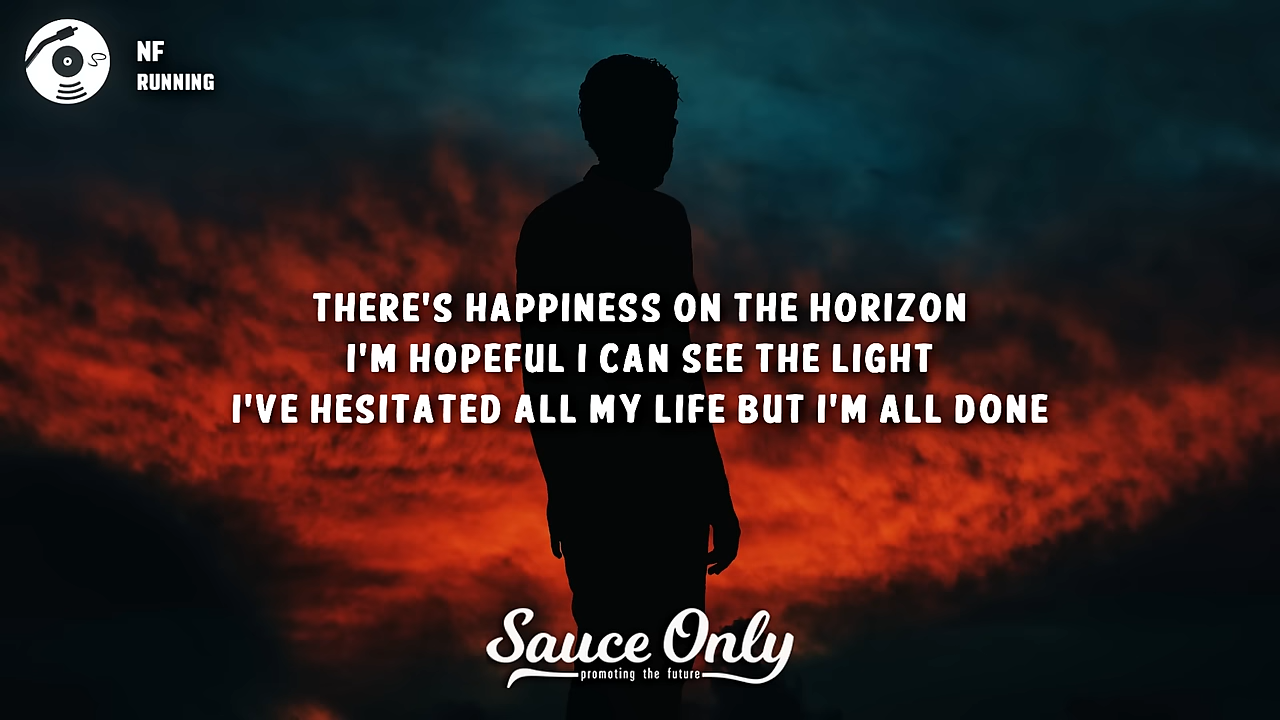 NF
RUNNING
THERE'S HAPPINESS ON THE HORIZON
I'M HOPEFUL I CAN SEE THE LIGHT
I'VE HESITATED ALL MY LIFE BUT I'M ALL DONE
Sauce Only
promoting the future